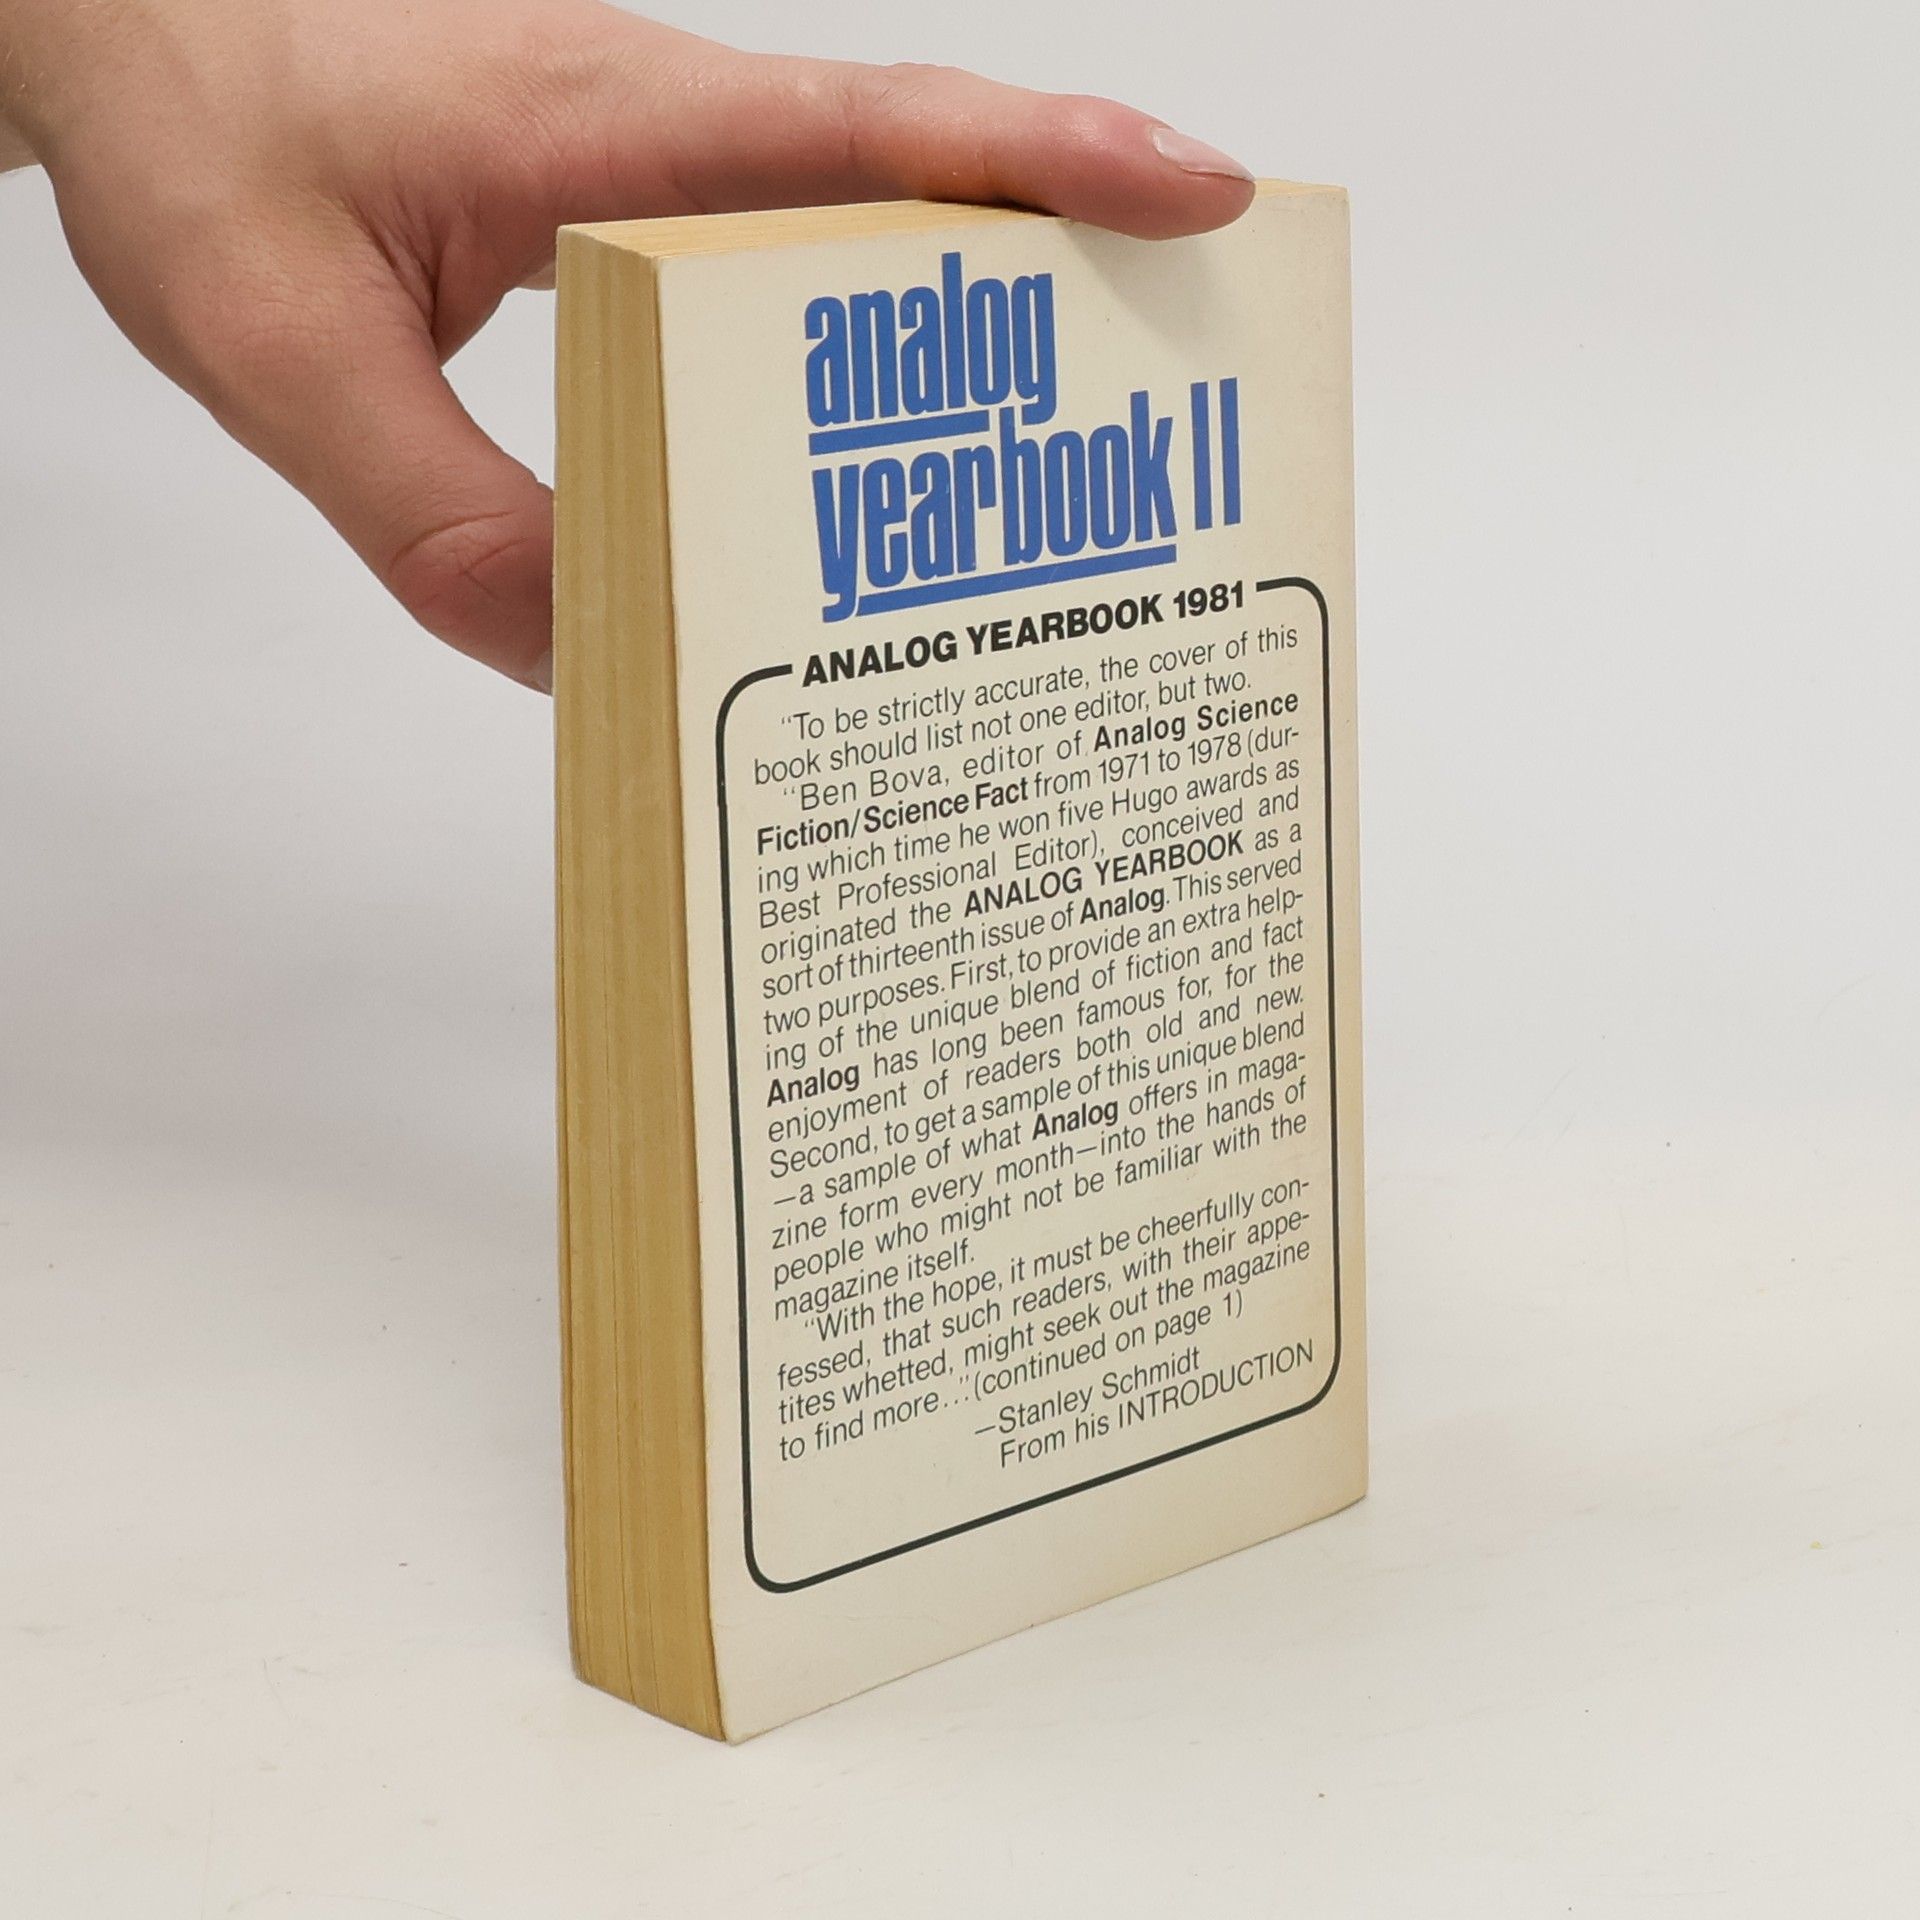 analog
yearbook II
ANALOG YEARBOOK 1981
“To be strictly accurate, the cover of this
book should list not one editor, but two.
“Ben Bova, editor of Analog Science
Fiction/Science Fact from 1971 to 1978 (dur-
ing which time he won five Hugo awards as
Best Professional Editor), conceived and
originated the ANALOG YEARBOOK as a
sort of thirteenth issue of Analog. This served
two purposes. First, to provide an extra help-
ing of the unique blend of fiction and fact
Analog has long been famous for, for the
enjoyment of readers both old and new.
Second, to get a sample of this unique blend
—a sample of what Analog offers in maga-
zine form every month—into the hands of
people who might not be familiar with the
magazine itself.
“With the hope, it must be cheerfully con-
fessed, that such readers, with their appe-
tites whetted, might seek out the magazine
to find more...” (continued on page 1)
—Stanley Schmidt
From his INTRODUCTION